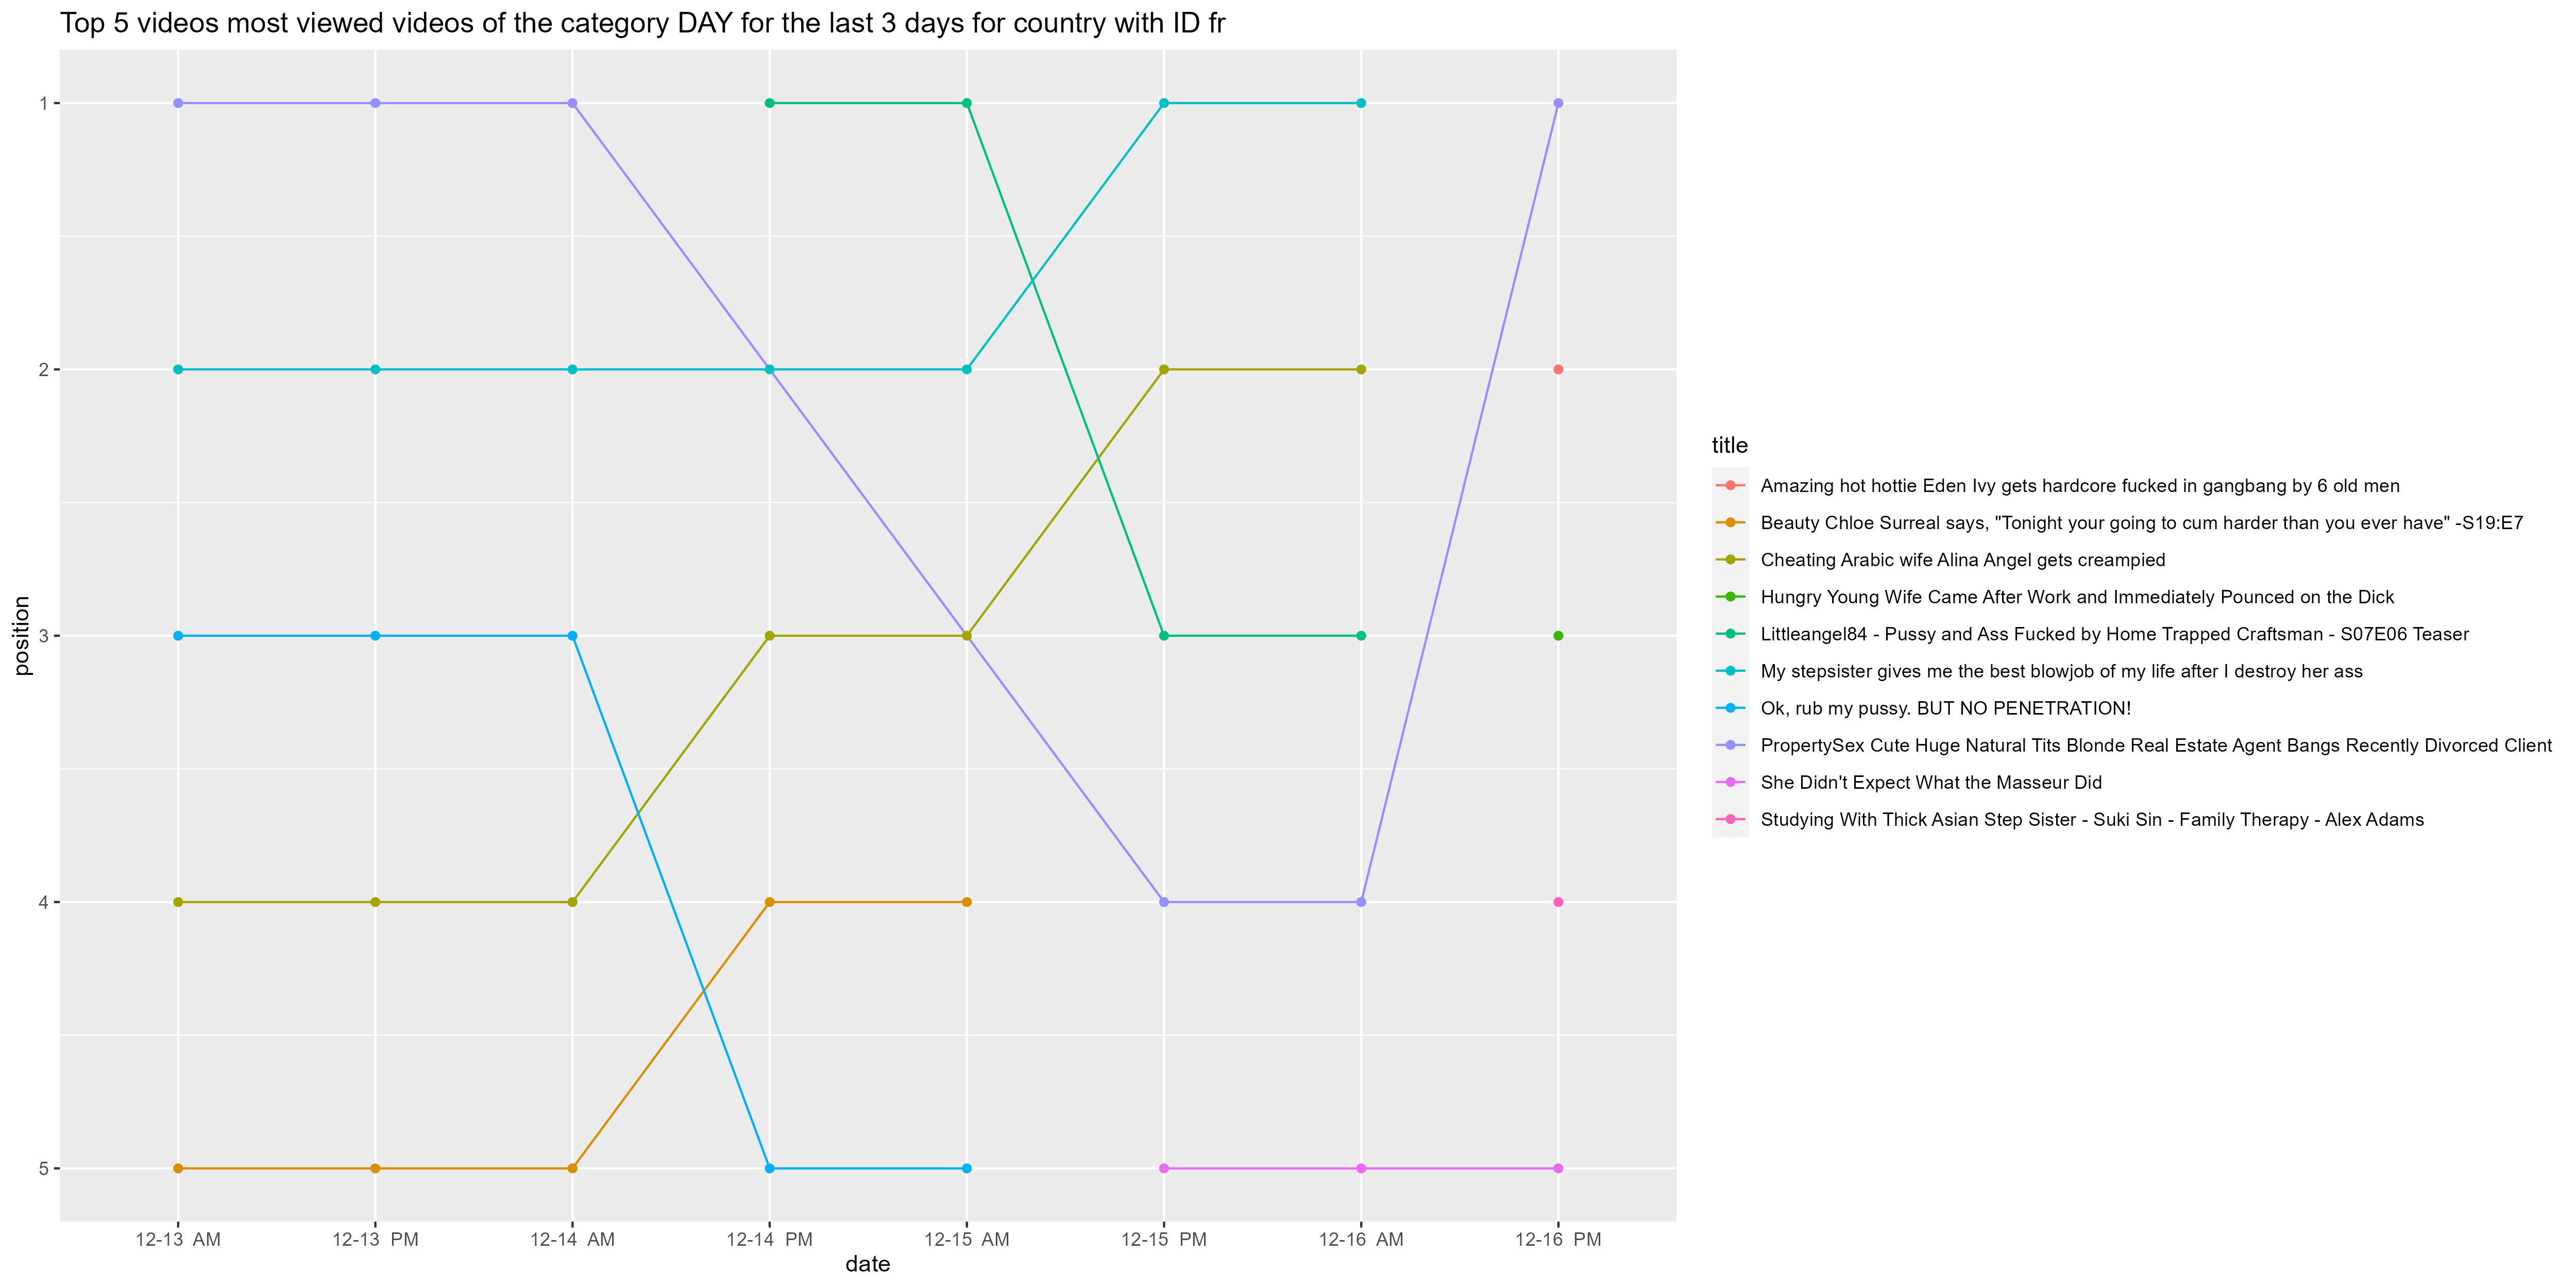 Top 5 videos most viewed videos of the category DAY for the last 3 days for country with ID fr
position
1
2
3
4
5
12-13 AM
12-13 PM
12-14 AM
12-14 PM
12-15 AM
12-15 PM
12-16 AM
12-16 PM
date
title
Amazing hot hottie Eden Ivy gets hardcore fucked in gangbang by 6 old men
Beauty Chloe Surreal says, "Tonight your going to cum harder than you ever have" -S19:E7
Cheating Arabic wife Alina Angel gets creampied
Hungry Young Wife Came After Work and Immediately Pounced on the Dick
Littleangel84 - Pussy and Ass Fucked by Home Trapped Craftsman - S07E06 Teaser
My stepsister gives me the best blowjob of my life after I destroy her ass
Ok, rub my pussy. BUT NO PENETRATION!
PropertySex Cute Huge Natural Tits Blonde Real Estate Agent Bangs Recently Divorced Client
She Didn't Expect What the Masseur Did
Studying With Thick Asian Step Sister - Suki Sin - Family Therapy - Alex Adams